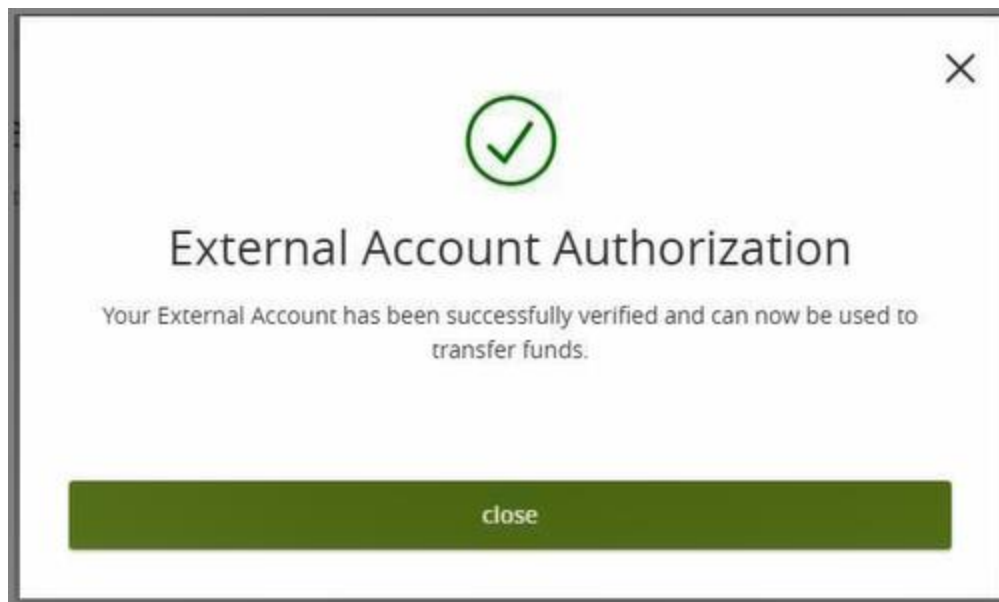 External Account Authorization
Your External Account has been successfully verified and can now be used to
transfer funds.
close